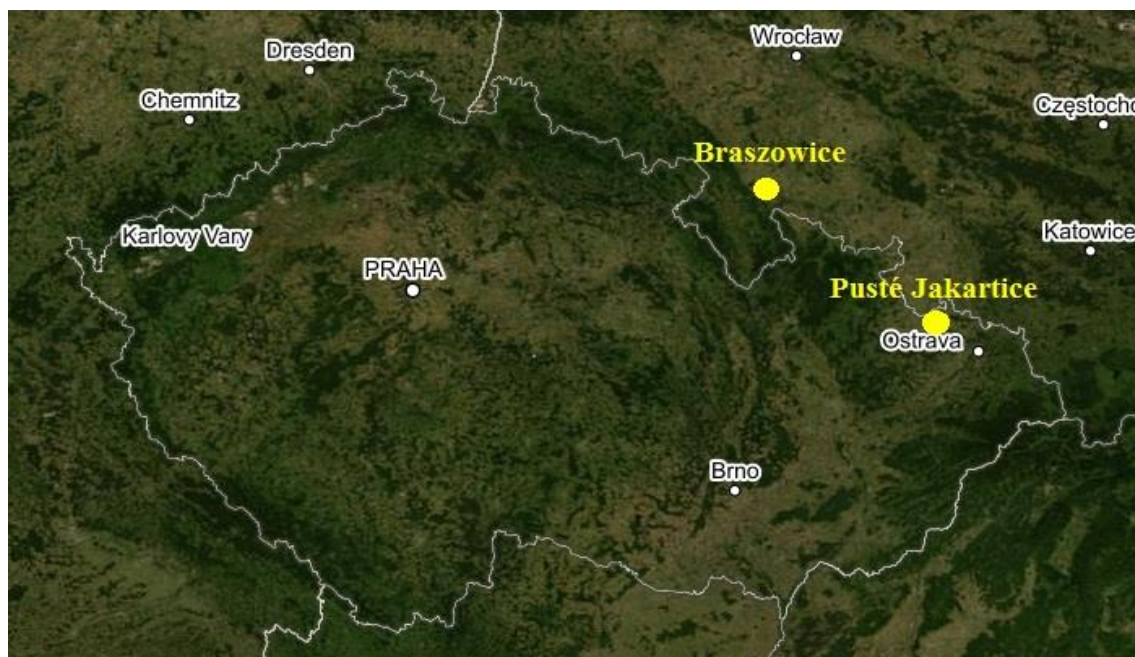 Dresden
Wrocław
Chemnitz
Częstocho
Braszowice
Karlovy Vary
Katowice
PRAHA
Pusté Jakartice
Ostrava
Brno